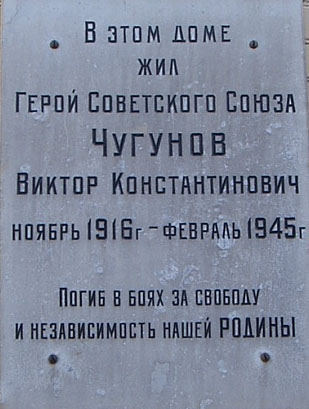 В ЭТОМ ДОМЕ
ЖИЛ
ГЕРОЙ СОВЕТСКОГО СОЮЗА
ЧУГУНОВ
ВИКТОР КОНСТАНТИНОВИЧ
НОЯБРЬ 1916г – ФЕВРАЛЬ 1945г
ПОГИБ В БОЯХ ЗА СВОБОДУ
И НЕЗАВИСИМОСТЬ НАШЕЙ РОДИНЫ